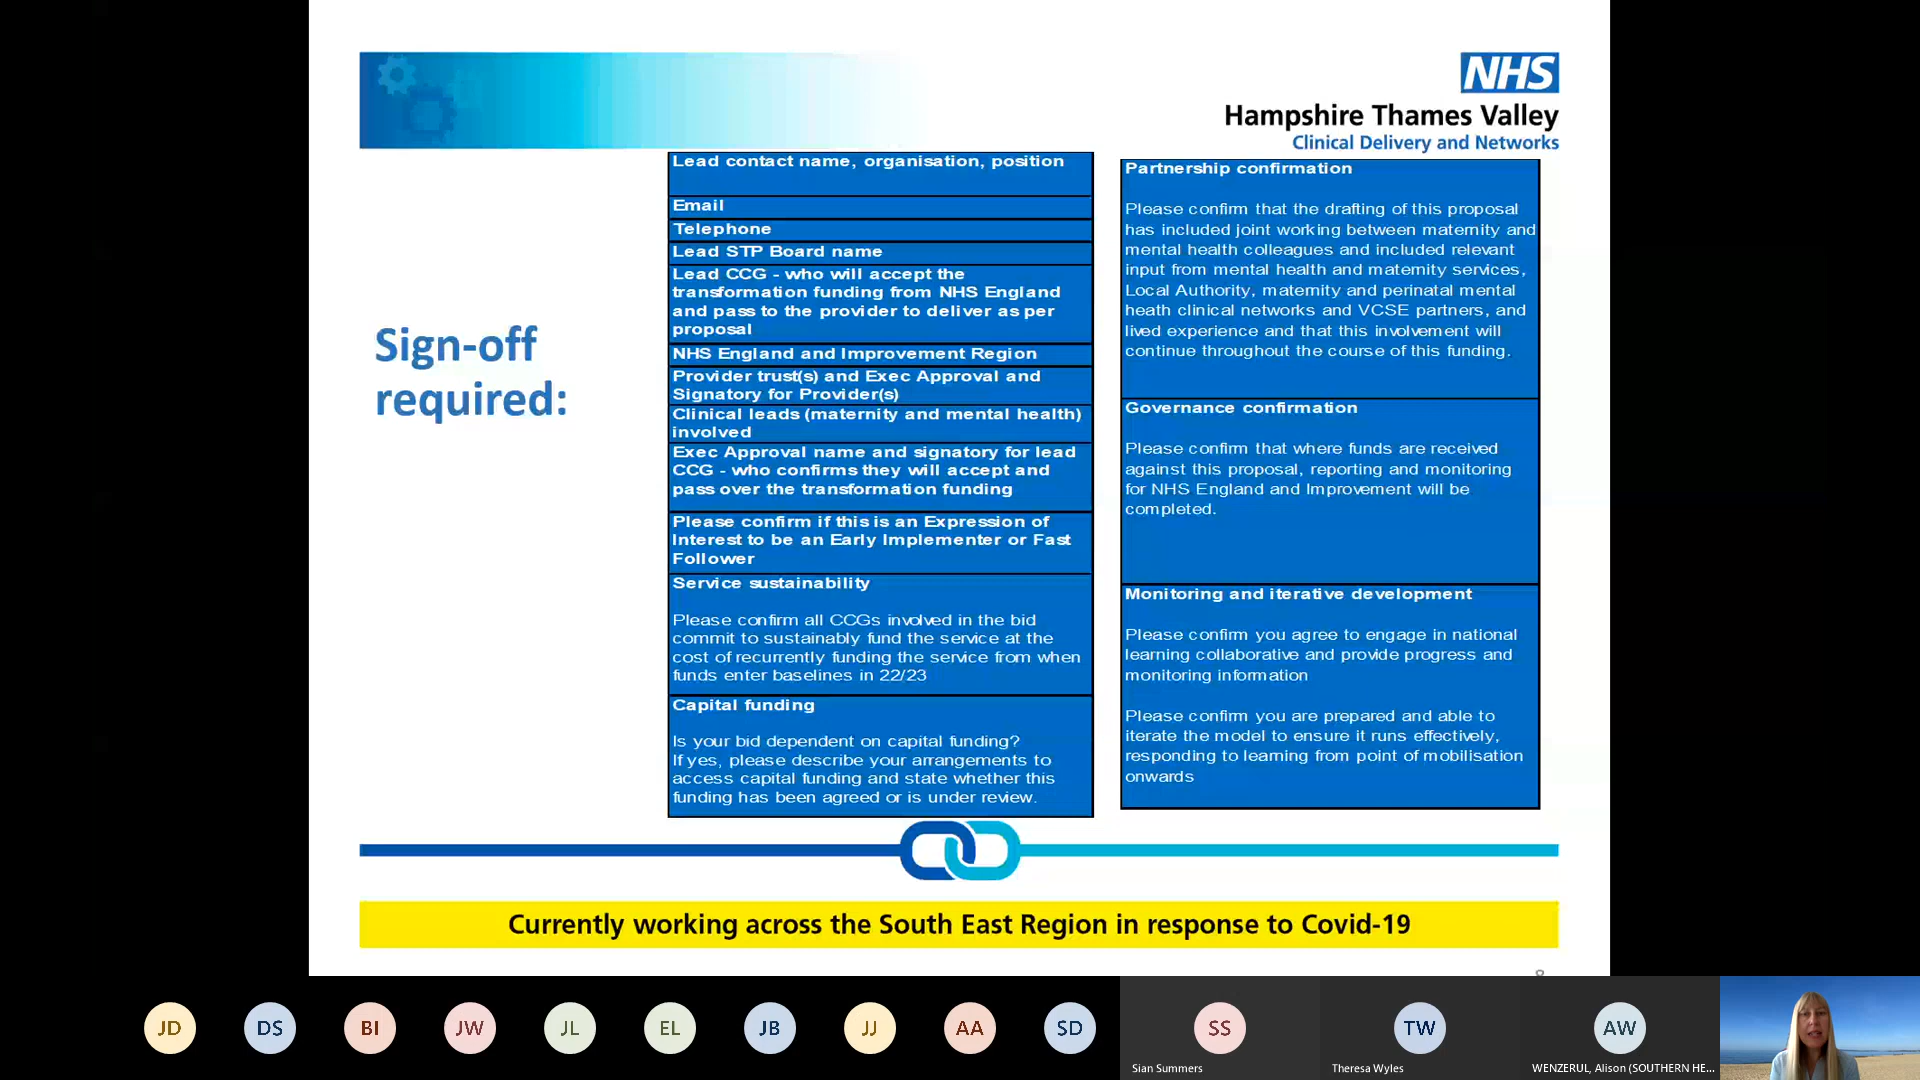 NHS
Hampshire Thames Valley
Clinical Delivery and Networks
Sign-off
required:
Lead contact name, organisation, position
Email
Telephone
Lead STP Board name
Lead CCG - who will accept the
transformation funding from NHS England
and pass to the provider to deliver as per
proposal
NHS England and Improvement Region
Provider trust(s) and Exec Approval and
Signatory for Provider(s)
Clinical leads (maternity and mental health)
involved
Exec Approval name and signatory for lead
CCG - who confirms they will accept and
pass over the transformation funding
Please confirm if this is an Expression of
Interest to be an Early Implementer or Fast
Follower
Service sustainability
Please confirm all CCGs involved in the bid
commit to sustainably fund the service at the
cost of recurrently funding the service from when
funds enter baselines in 22/23
Capital funding
Is your bid dependent on capital funding?
If yes, please describe your arrangements to
access capital funding and state whether this
funding has been agreed or is under review.
Partnership confirmation
Please confirm that the drafting of this proposal
has included joint working between maternity and
mental health colleagues and included relevant
input from mental health and maternity services,
Local Authority, maternity and perinatal mental
heath clinical networks and VCSE partners, and
lived experience and that this involvement will
continue throughout the course of this funding.
Governance confirmation
Please confirm that where funds are received
against this proposal, reporting and monitoring
for NHS England and Improvement will be
completed.
Monitoring and iterative development
Please confirm you agree to engage in national
learning collaborative and provide progress and
monitoring information
Please confirm you are prepared and able to
iterate the model to ensure it runs effectively,
responding to learning from point of mobilisation
onwards
Currently working across the South East Region in response to Covid-19
JD DS BI JW JL EL JB JJ AA SD SS TW AW
Sian Summers
Theresa Wyles
WENZERUL, Alison (SOUTHERN HE...